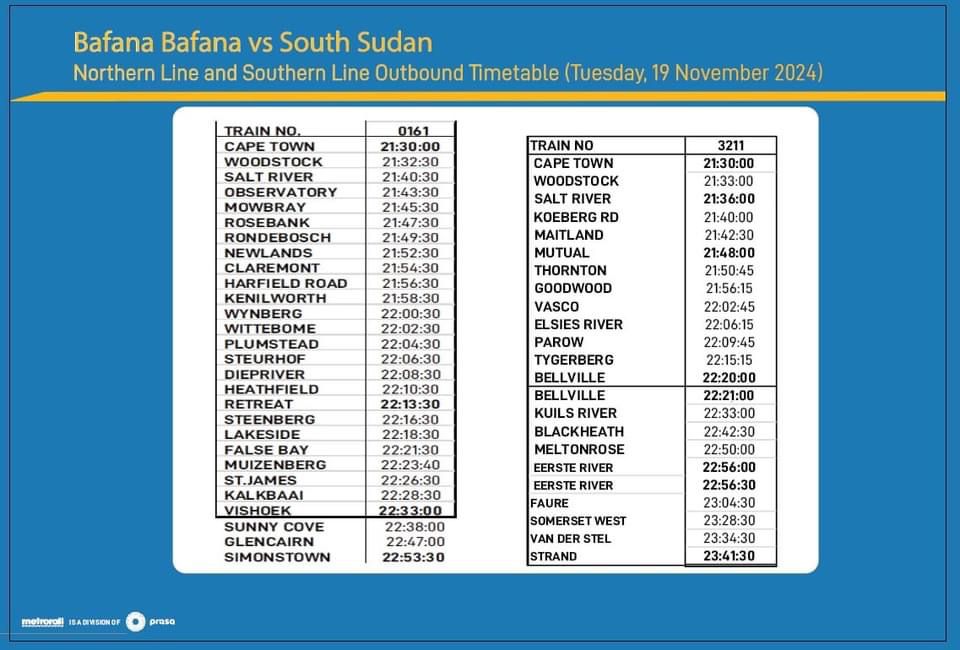 Bafana Bafana vs South Sudan
Northern Line and Southern Line Outbound Timetable (Tuesday, 19 November 2024)
TRAIN NO. 0161
CAPE TOWN 21:30:00
WOODSTOCK 21:32:30
SALT RIVER 21:40:30
OBSERVATORY 21:43:30
MOWBRAY 21:45:30
ROSEBANK 21:47:30
RONDEBOSCH 21:49:30
NEWLANDS 21:52:30
CLAREMONT 21:54:30
HARFIELD ROAD 21:56:30
KENILWORTH 21:58:30
WYNBERG 22:00:30
WITTEBOME 22:02:30
PLUMSTEAD 22:04:30
STEURHOF 22:06:30
DIEPRIVER 22:08:30
HEATHFIELD 22:10:30
RETREAT 22:13:30
STEENBERG 22:16:30
LAKESIDE 22:18:30
FALSE BAY 22:21:30
MUIZENBERG 22:23:40
ST.JAMES 22:26:30
KALKBAAI 22:28:30
VISHOEK 22:33:00
SUNNY COVE 22:38:00
GLENCAIRN 22:47:00
SIMONSTOWN 22:53:30
TRAIN NO 3211
CAPE TOWN 21:30:00
WOODSTOCK 21:33:00
SALT RIVER 21:36:00
KOEBERG RD 21:40:00
MAITLAND 21:42:30
MUTUAL 21:48:00
THORNTON 21:50:45
GOODWOOD 21:56:15
VASCO 22:02:45
ELSIES RIVER 22:06:15
PAROW 22:09:45
TYGERBERG 22:15:15
BELLVILLE 22:20:00
BELLVILLE 22:21:00
KUILS RIVER 22:33:00
BLACKHEATH 22:42:30
MELTONROSE 22:50:00
EERSTE RIVER 22:56:00
EERSTE RIVER 22:56:30
FAURE 23:04:30
SOMERSET WEST 23:28:30
VAN DER STEL 23:34:30
STRAND 23:41:30
metrorail IS A DIVISION OF prasa